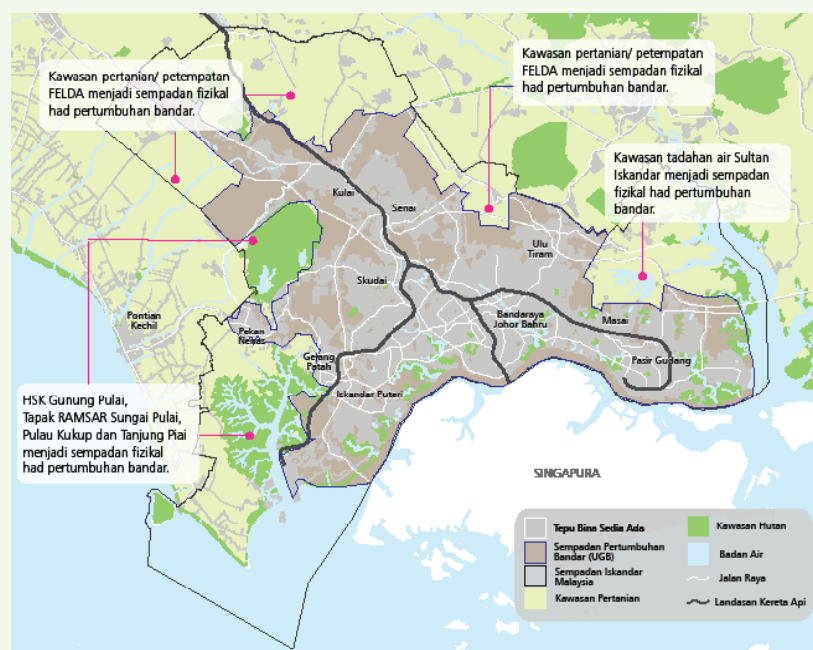 Kawasan pertanian/ petempatan
FELDA menjadi sempadan fizikal
had pertumbuhan bandar.
Kawasan pertanian/ petempatan
FELDA menjadi sempadan fizikal
had pertumbuhan bandar.
Kawasan tadahan air Sultan
Iskandar menjadi sempadan
fizikal had pertumbuhan
bandar.
Kulai
Senai
Ulu
Tiram
Skudai
Pontian
Kechil
Pekan
Nenas
Bandaraya
Johor Bahru
Masai
Gelang
Patah
Pasir Gudang
Iskandar Puteri
HSK Gunung Pulai,
Tapak RAMSAR Sungai Pulai,
Pulau Kukup dan Tanjung Piai
menjadi sempadan fizikal
had pertumbuhan bandar.
SINGAPURA
Tepu Bina Sedia Ada
Sempadan Pertumbuhan
Bandar (UGB)
Sempadan Iskandar
Malaysia
Kawasan Pertanian
Kawasan Hutan
Badan Air
Jalan Raya
Landasan Kereta Api